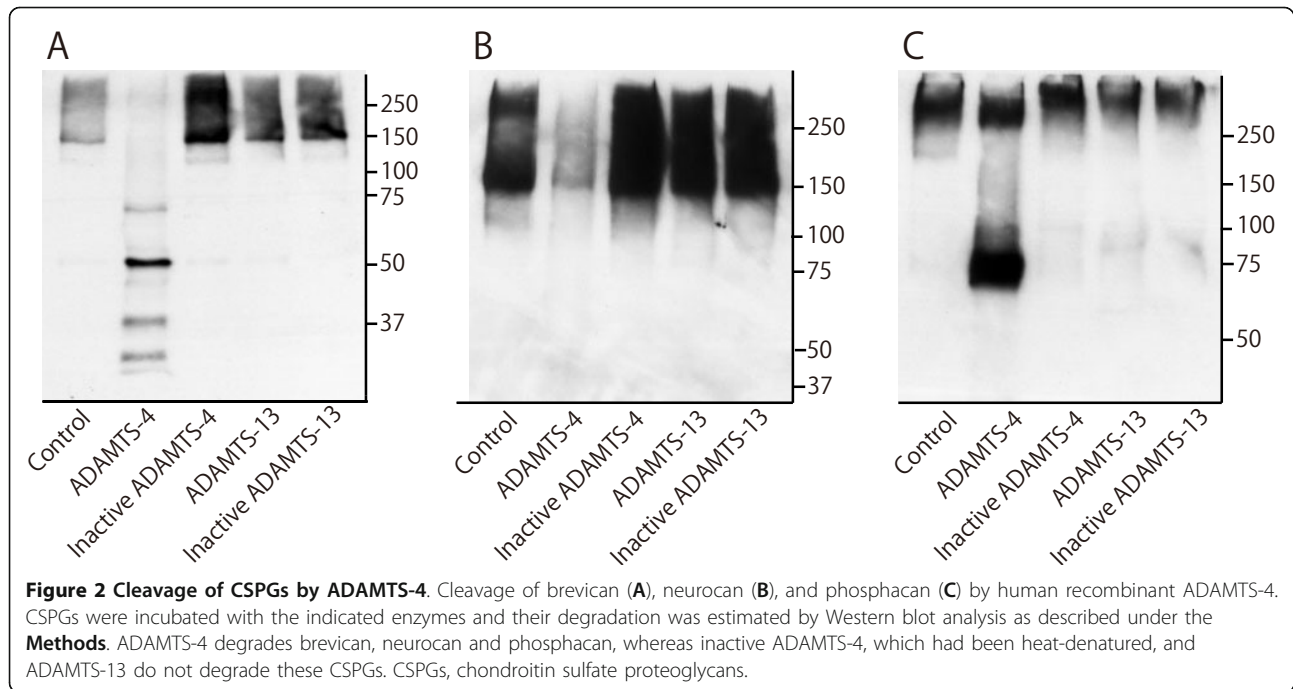 A
250
150
100
75
50
37
Control
ADAMTS-4
Inactive ADAMTS-4
ADAMTS-13
Inactive ADAMTS-13
B
250
150
100
75
50
37
Control
ADAMTS-4
Inactive ADAMTS-4
ADAMTS-13
Inactive ADAMTS-13
C
250
150
100
75
50
Control
ADAMTS-4
Inactive ADAMTS-4
ADAMTS-13
Inactive ADAMTS-13
Figure 2 Cleavage of CSPGs by ADAMTS-4. Cleavage of brevican (A), neurocan (B), and phosphacan (C) by human recombinant ADAMTS-4.
CSPGs were incubated with the indicated enzymes and their degradation was estimated by Western blot analysis as described under the
Methods. ADAMTS-4 degrades brevican, neurocan and phosphacan, whereas inactive ADAMTS-4, which had been heat-denatured, and
ADAMTS-13 do not degrade these CSPGs. CSPGs, chondroitin sulfate proteoglycans.